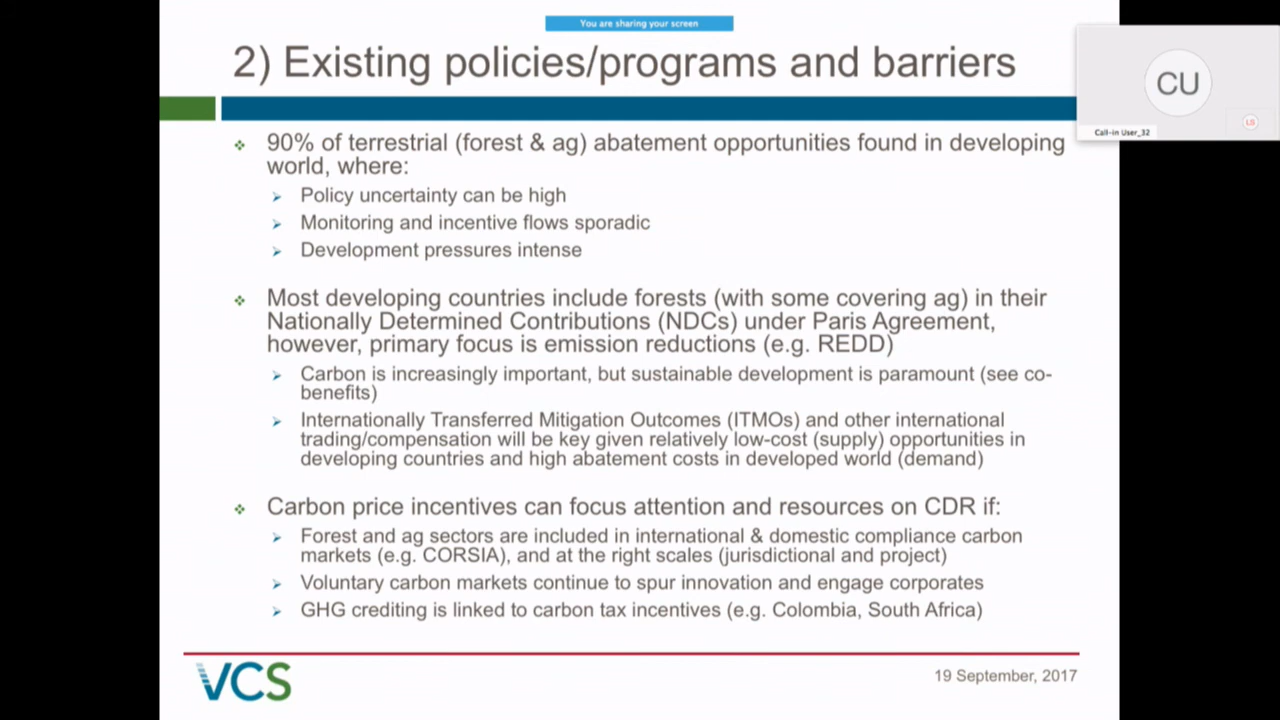 You are sharing your screen
2) Existing policies/programs and barriers
CU
LS
Call-in User_32
90% of terrestrial (forest & ag) abatement opportunities found in developing
world, where:
Policy uncertainty can be high
Monitoring and incentive flows sporadic
Development pressures intense
Most developing countries include forests (with some covering ag) in their
Nationally Determined Contributions (NDCs) under Paris Agreement,
however, primary focus is emission reductions (e.g. REDD)
Carbon is increasingly important, but sustainable development is paramount (see co-
benefits)
Internationally Transferred Mitigation Outcomes (ITMOs) and other international
trading/compensation will be key given relatively low-cost (supply) opportunities in
developing countries and high abatement costs in developed world (demand)
Carbon price incentives can focus attention and resources on CDR if:
Forest and ag sectors are included in international & domestic compliance carbon
markets (e.g. CORSIA), and at the right scales (jurisdictional and project)
Voluntary carbon markets continue to spur innovation and engage corporates
GHG crediting is linked to carbon tax incentives (e.g. Colombia, South Africa)
VCS
19 September, 2017